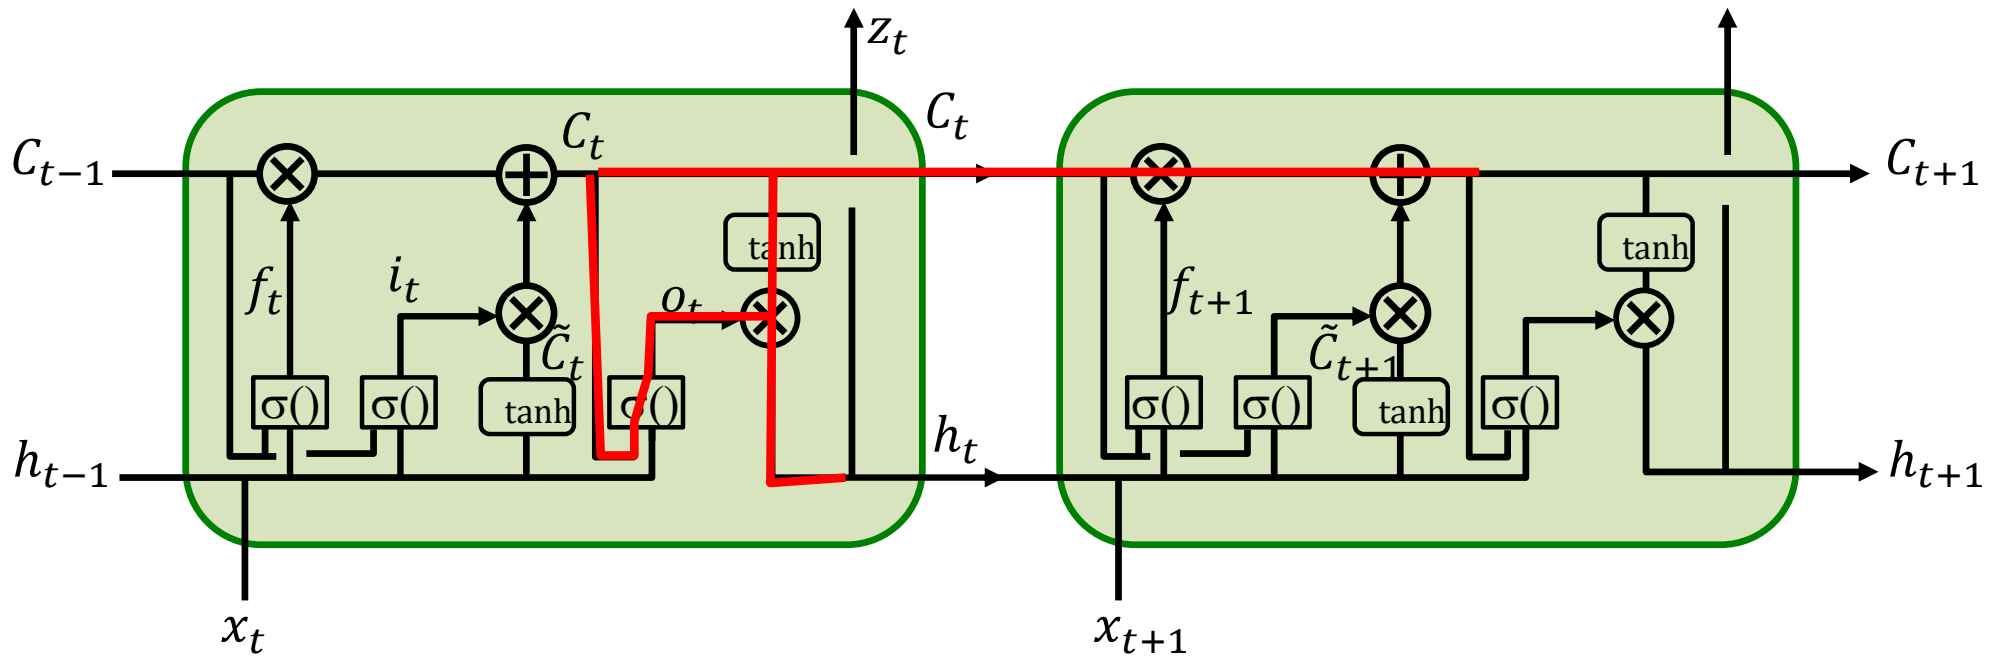 z_t
C_{t-1}
C_t
C_t
C_{t+1}
f_t
i_t
tanh
o_t
C̃_t
σ()
σ()
tanh
σ()
h_{t-1}
h_t
x_t
f_{t+1}
tanh
C̃_{t+1}
σ()
σ()
tanh
σ()
h_{t+1}
x_{t+1}